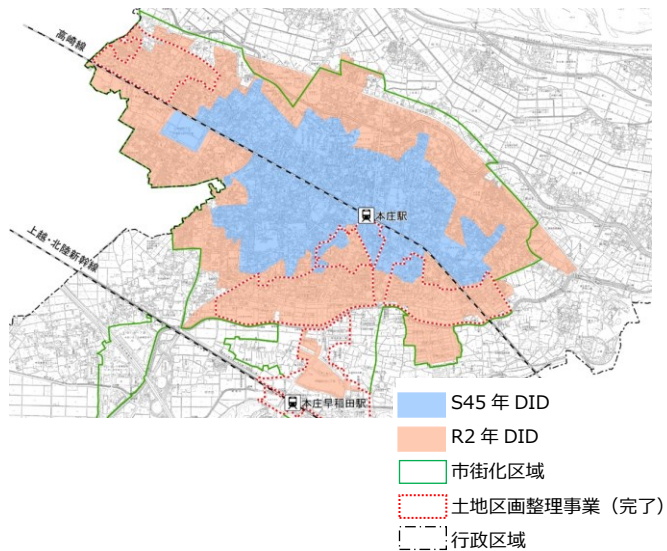 高崎線
本庄駅
上越・北陸新幹線
本庄早稲田駅
S45 年 DID
R2 年 DID
市街化区域
土地区画整理事業（完了）
行政区域